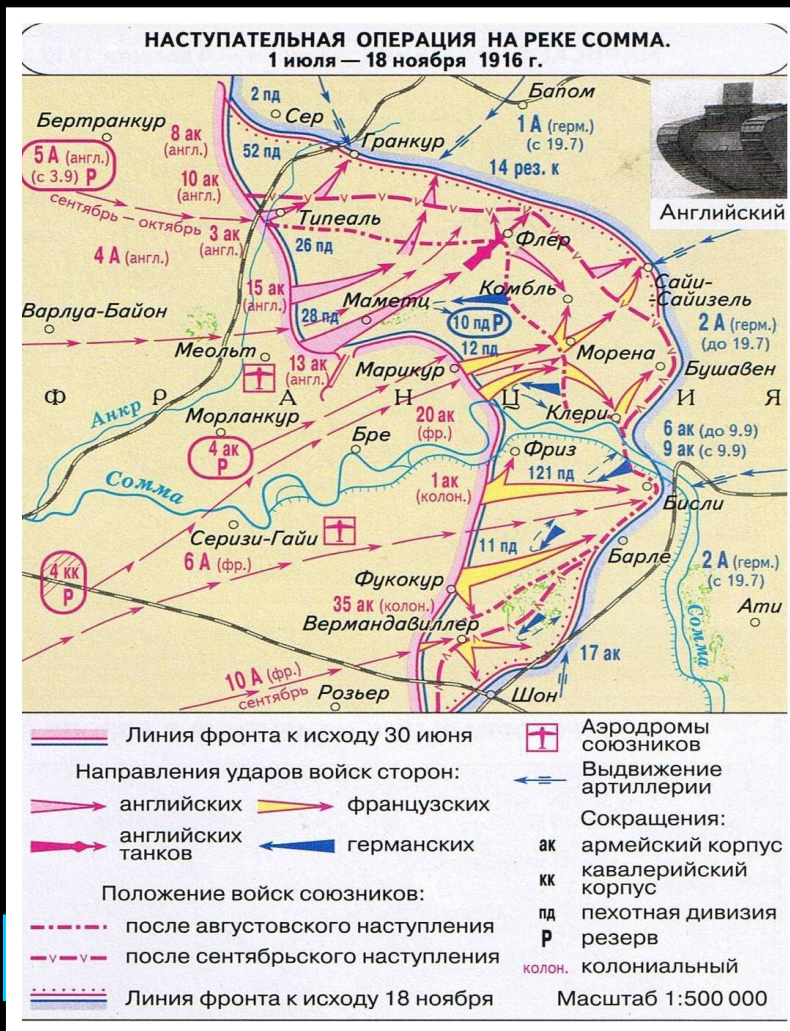 НАСТУПАТЕЛЬНАЯ ОПЕРАЦИЯ НА РЕКЕ СОММА.
1 июля — 18 ноября 1916 г.
2 пд
Сер
Бапом
Бертранкур
8 ак
(англ.)
1 А (герм.)
(с 19.7)
Гранкур
5 А (англ.)
(с 3.9) Р
52 пд
14 рез. к
10 ак
(англ.)
Английский
сентябрь – октябрь
Типеаль
3 ак
(англ.)
4 А (англ.)
26 пд
Флер
Сайи-
-Сайизель
15 ак
(англ.)
Комбль
Маметц
Варлуа-Байон
28 пд
10 пд Р
2 А (герм.)
(до 19.7)
12 пд
Меольт
13 ак
(англ.)
Марикур
Морена
Бушавен
Ф Р А Н Ц И Я
Анкр
Морланкур
20 ак
(фр.)
Клери
6 ак (до 9.9)
9 ак (с 9.9)
4 ак
Р
Бре
Фриз
Сомма
1 ак
(колон.)
121 пд
Бисли
Серизи-Гайи
11 пд
Барле
6 А (фр.)
2 А (герм.)
(с 19.7)
4 кк
Р
Фукокур
35 ак (колон.)
Вермандавиллер
Сомма
Ати
17 ак
10 А (фр.)
сентябрь
Розьер
Шон
Линия фронта к исходу 30 июня
Направления ударов войск сторон:
английских
французских
английских
танков
германских
Положение войск союзников:
после августовского наступления
после сентябрьского наступления
Линия фронта к исходу 18 ноября
Аэродромы
союзников
Выдвижение
артиллерии
Сокращения:
ак армейский корпус
кк кавалерийский
корпус
пд пехотная дивизия
Р резерв
колон. колониальный
Масштаб 1:500 000